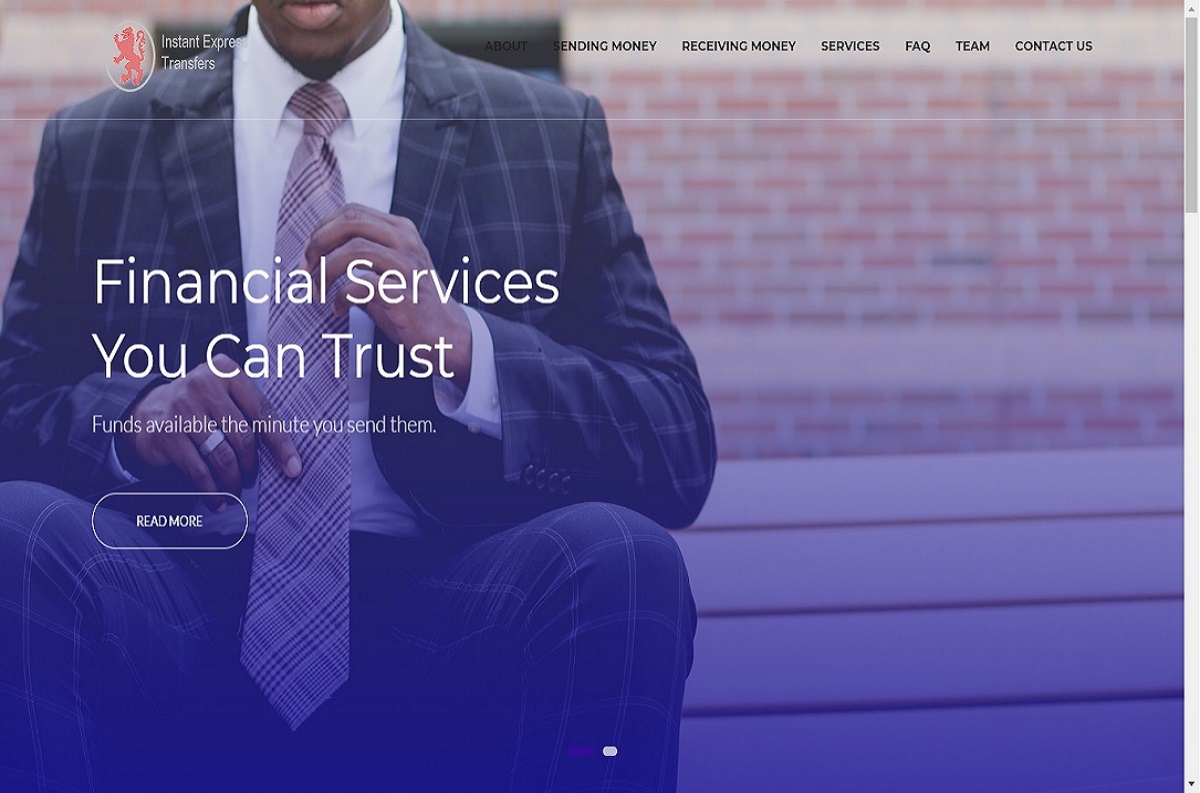 Instant Express
Transfers
ABOUT SENDING MONEY RECEIVING MONEY SERVICES FAQ TEAM CONTACT US
Financial Services
You Can Trust
Funds available the minute you send them.
READ MORE